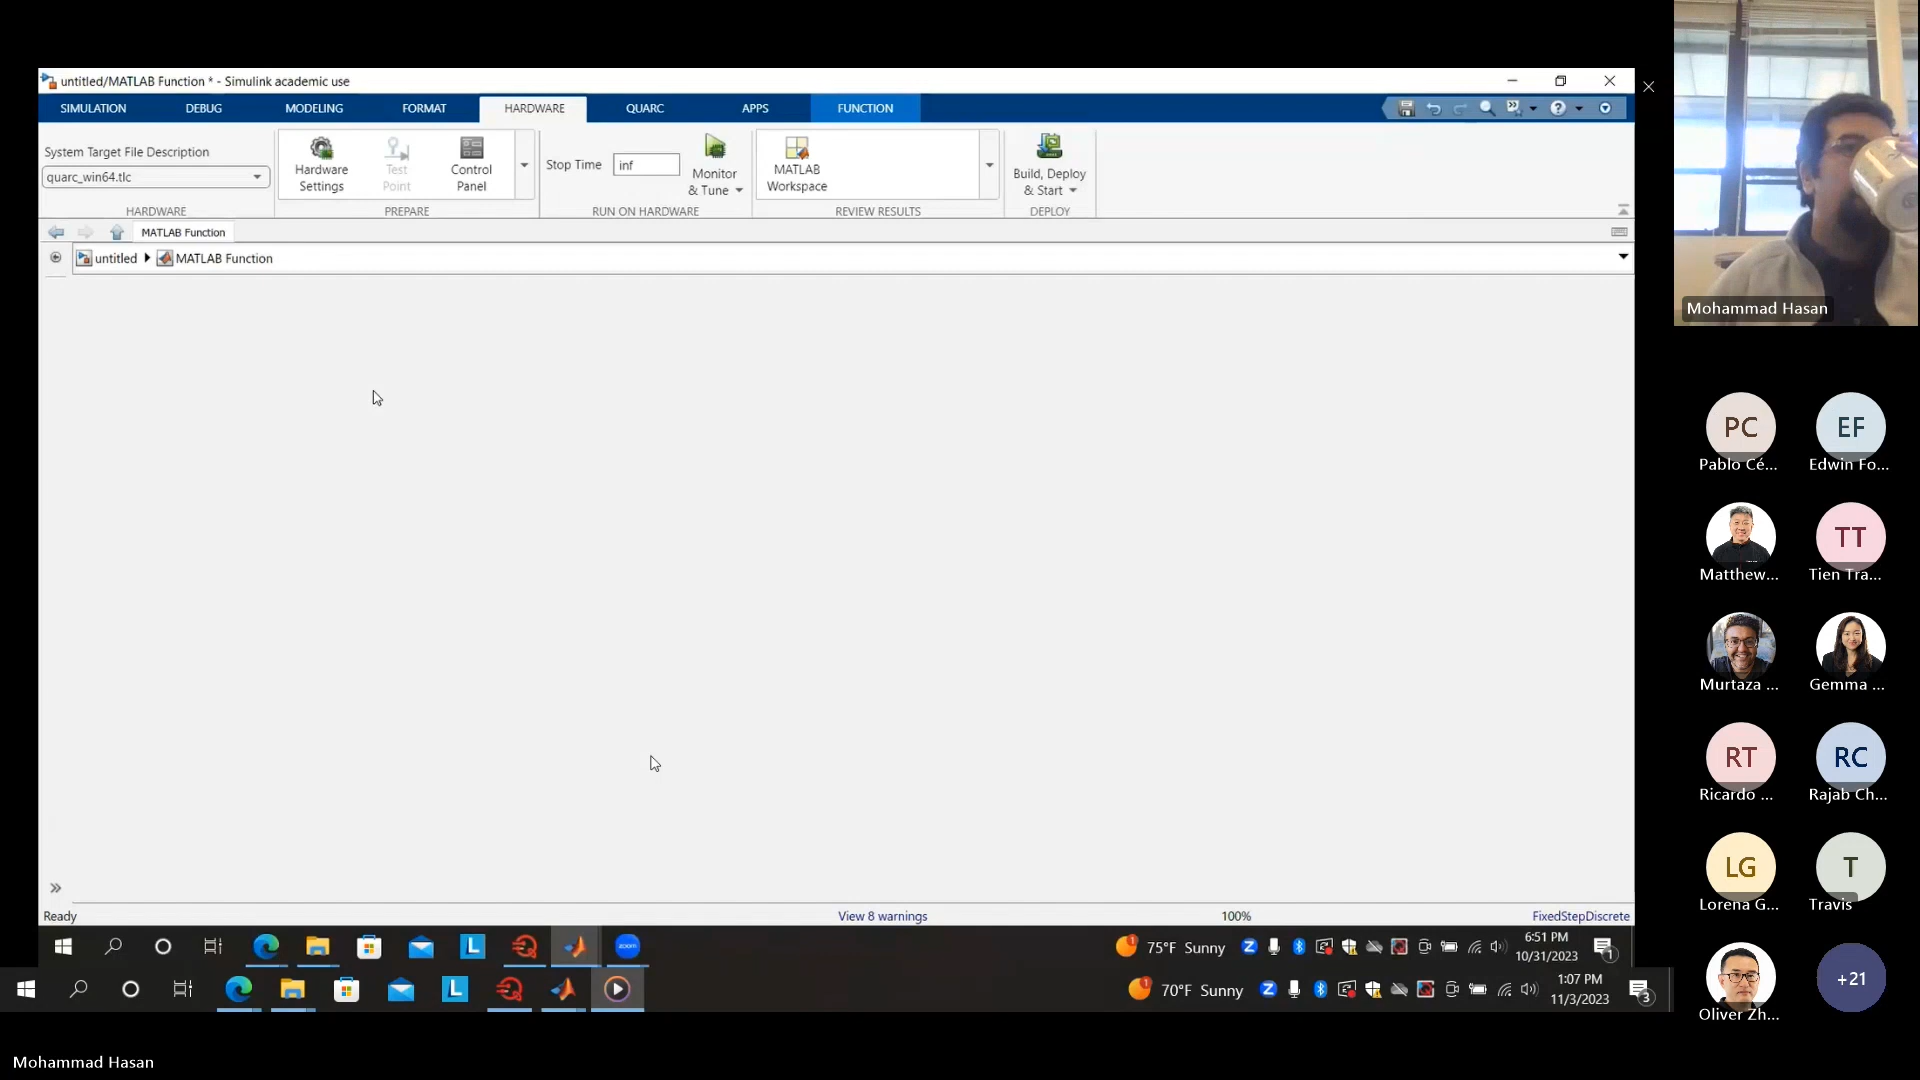 untitled/MATLAB Function * - Simulink academic use
SIMULATION DEBUG MODELING FORMAT HARDWARE QUARC APPS FUNCTION
System Target File Description
quarc_win64.tlc
Hardware Settings
Test Point
Control Panel
Stop Time inf
Monitor & Tune
MATLAB Workspace
Build, Deploy & Start
HARDWARE PREPARE RUN ON HARDWARE REVIEW RESULTS DEPLOY
MATLAB Function
untitled MATLAB Function
Ready View 8 warnings 100% FixedStepDiscrete
L zoom 75°F Sunny 6:51 PM
10/31/2023 1
L 70°F Sunny 1:07 PM
11/3/2023 3
Mohammad Hasan
Mohammad Hasan
PC EF
Pablo Cé... Edwin Fo...
TT
Matthew... Tien Tra...
Murtaza ... Gemma ...
RT RC
Ricardo ... Rajab Ch...
LG T
Lorena G... Travis
+21
Oliver Zh...